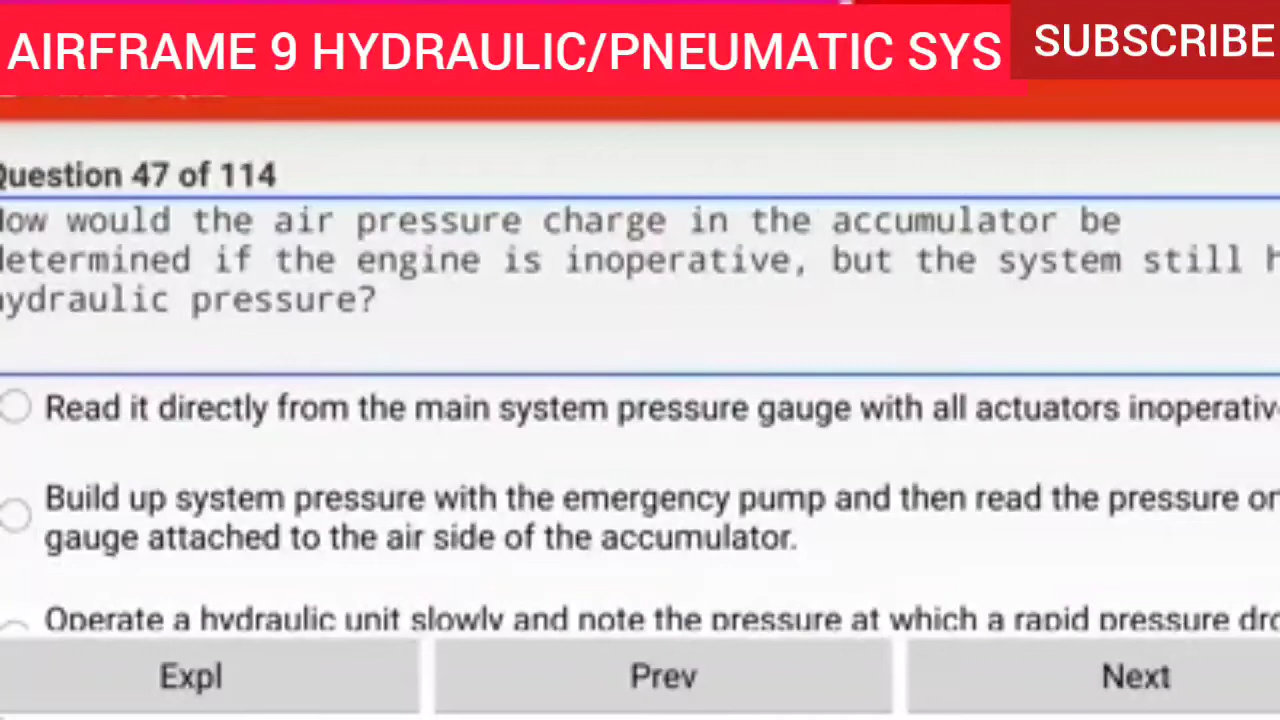 AIRFRAME 9 HYDRAULIC/PNEUMATIC SYS
SUBSCRIBE
Question 47 of 114
How would the air pressure charge in the accumulator be
determined if the engine is inoperative, but the system still h
hydraulic pressure?
Read it directly from the main system pressure gauge with all actuators inoperativ
Build up system pressure with the emergency pump and then read the pressure on
gauge attached to the air side of the accumulator.
Operate a hydraulic unit slowly and note the pressure at which a rapid pressure dro
Expl
Prev
Next